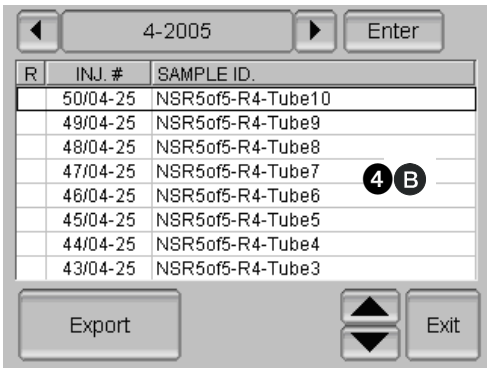 4-2005 Enter
R INJ. # SAMPLE ID.
50/04-25 NSR5of5-R4-Tube10
49/04-25 NSR5of5-R4-Tube9
48/04-25 NSR5of5-R4-Tube8
47/04-25 NSR5of5-R4-Tube7
4 B
46/04-25 NSR5of5-R4-Tube6
45/04-25 NSR5of5-R4-Tube5
44/04-25 NSR5of5-R4-Tube4
43/04-25 NSR5of5-R4-Tube3
Export Exit